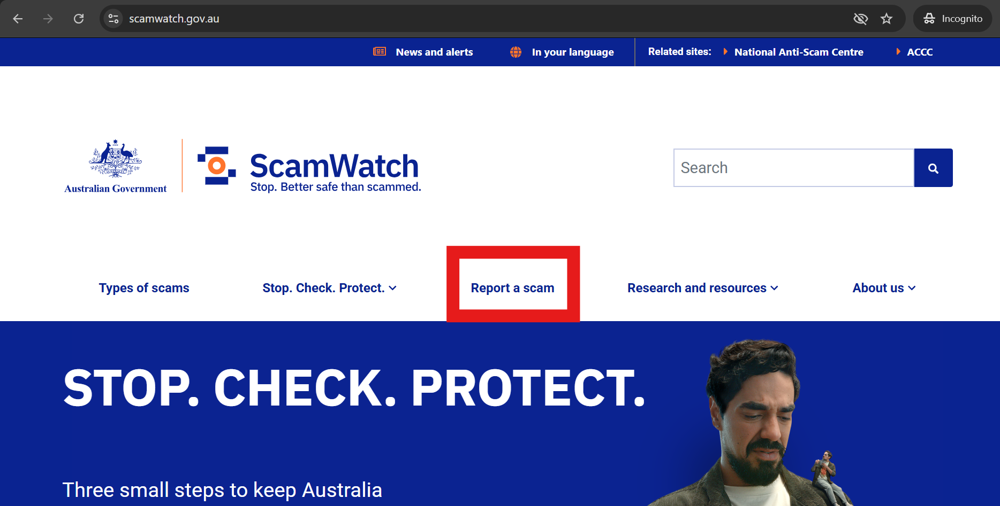 scamwatch.gov.au
Incognito
News and alerts
In your language
Related sites:
National Anti-Scam Centre
ACCC
Australian Government
ScamWatch
Stop. Better safe than scammed.
Search
Types of scams
Stop. Check. Protect.
Report a scam
Research and resources
About us
STOP. CHECK. PROTECT.
Three small steps to keep Australia